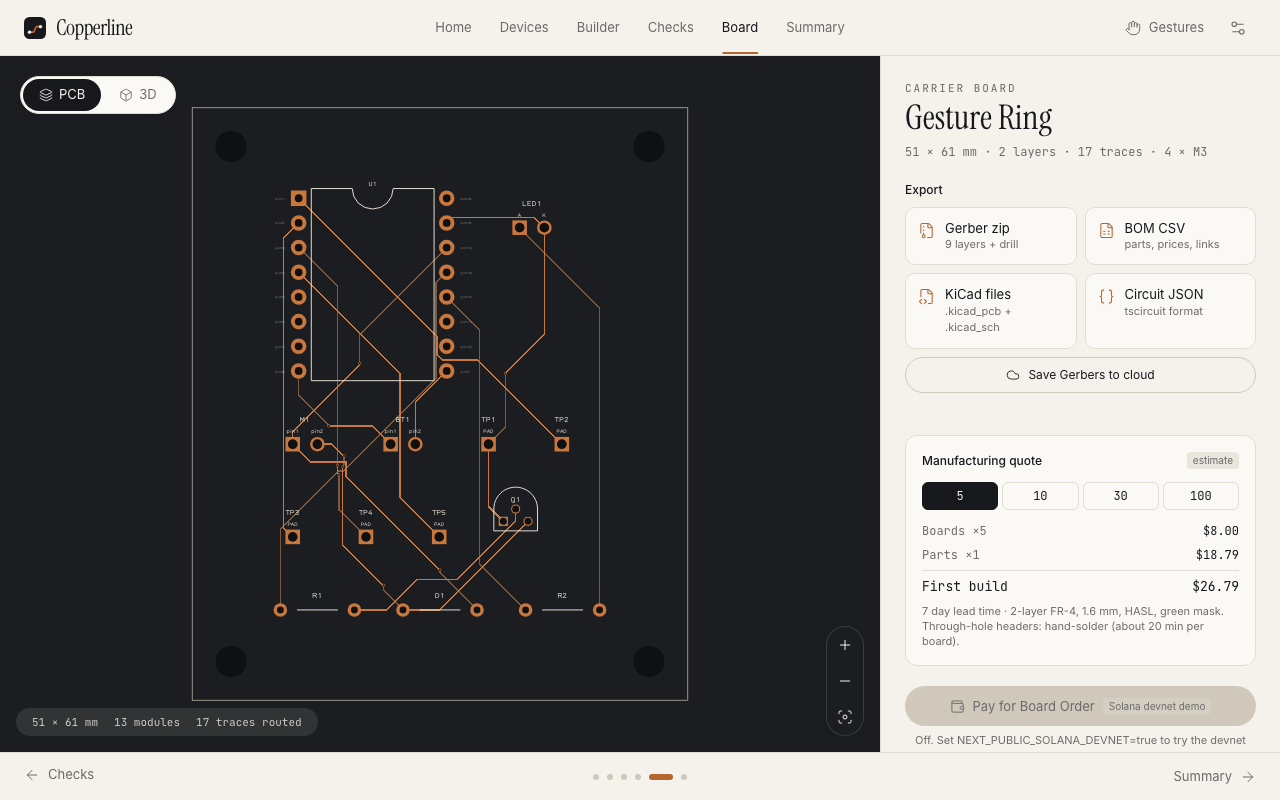 Copperline
Home
Devices
Builder
Checks
Board
Summary
Gestures
PCB
3D
CARRIER BOARD
Gesture Ring
51 × 61 mm · 2 layers · 17 traces · 4 × M3
Export
Gerber zip
9 layers + drill
BOM CSV
parts, prices, links
KiCad files
.kicad_pcb +
.kicad_sch
Circuit JSON
tscircuit format
Save Gerbers to cloud
Manufacturing quote
estimate
5
10
30
100
Boards ×5
$8.00
Parts ×1
$18.79
First build
$26.79
7 day lead time · 2-layer FR-4, 1.6 mm, HASL, green mask.
Through-hole headers: hand-solder (about 20 min per
board).
Pay for Board Order
Solana devnet demo
Off. Set NEXT_PUBLIC_SOLANA_DEVNET=true to try the devnet
U1
LED1
A
K
M1
pin1
pin2
BT1
pin1
pin2
TP1
PAD
TP2
PAD
TP3
PAD
TP4
PAD
TP5
PAD
Q1
R1
D1
R2
51 × 61 mm
13 modules
17 traces routed
Checks
Summary